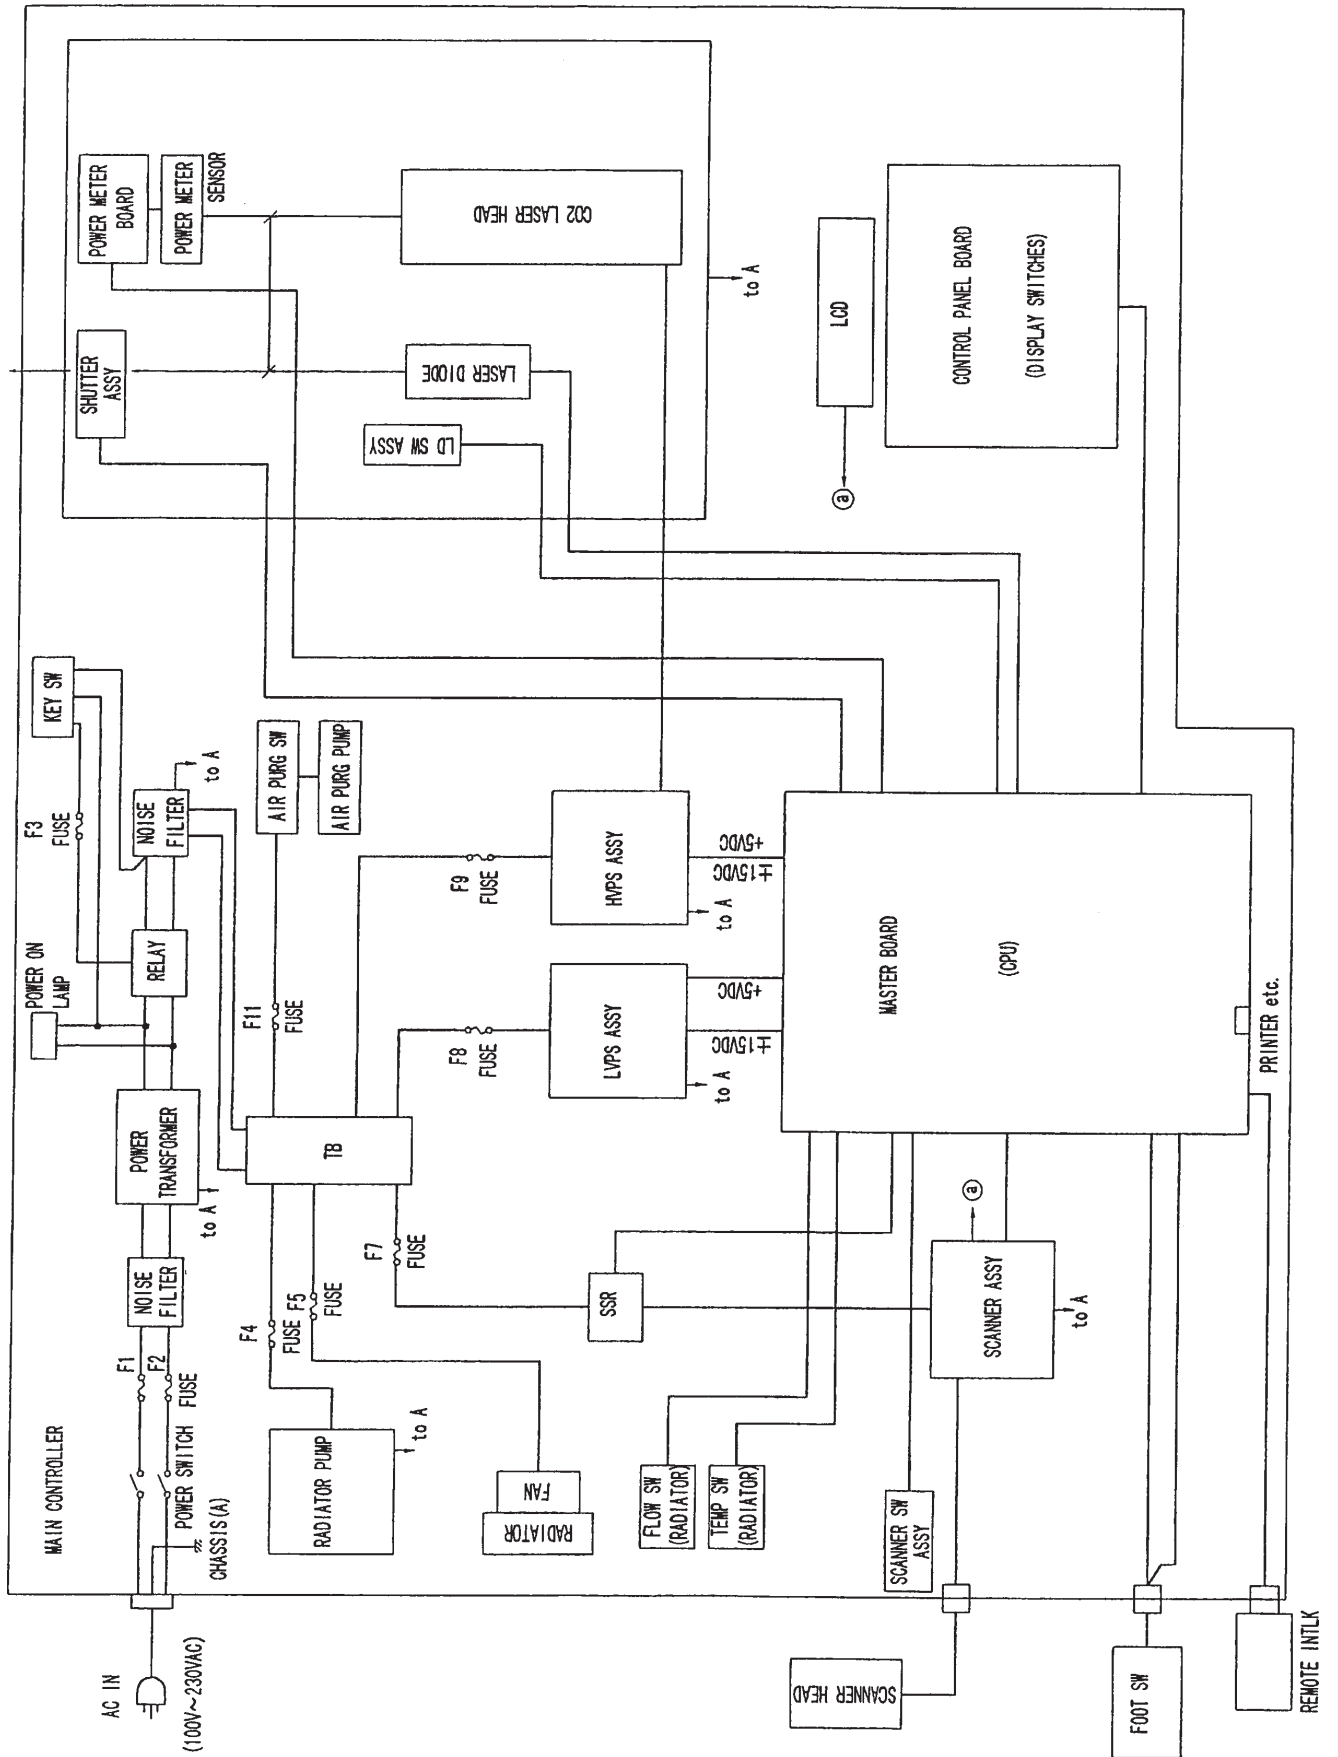 MAIN CONTROLLER
AC IN
(100V~230VAC)
CHASSIS(A)
POWER SWITCH
F1
F2
FUSE
NOISE
FILTER
POWER
TRANSFORMER
to A
POWER ON
LAMP
RELAY
F3
FUSE
NOISE
FILTER
to A
KEY SW
SHUTTER
ASSY
POWER METER
BOARD
POWER METER
SENSOR
LD SW ASSY
LASER DIODE
CO2 LASER HEAD
to A
RADIATOR PUMP
to A
F4
FUSE
F5
FUSE
F7
FUSE
TB
F11
FUSE
AIR PURG SW
AIR PURG PUMP
F8
FUSE
F9
FUSE
RADIATOR
FAN
SSR
LVPS ASSY
to A
±15VDC
+5VDC
HVPS ASSY
to A
±15VDC
+5VDC
FLOW SW
(RADIATOR)
TEMP SW
(RADIATOR)
SCANNER SW
ASSY
SCANNER HEAD
SCANNER ASSY
a
to A
MASTER BOARD
(CPU)
LCD
a
CONTROL PANEL BOARD
(DISPLAY SWITCHES)
FOOT SW
REMOTE INTLK
PRINTER etc.